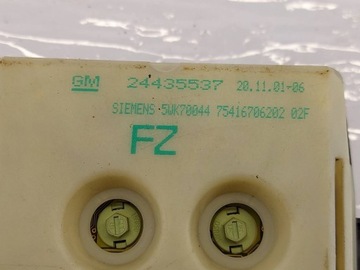 GM 24435537 20.11.01-06
SIEMENS 5WK70044 75416706202 02F
FZ